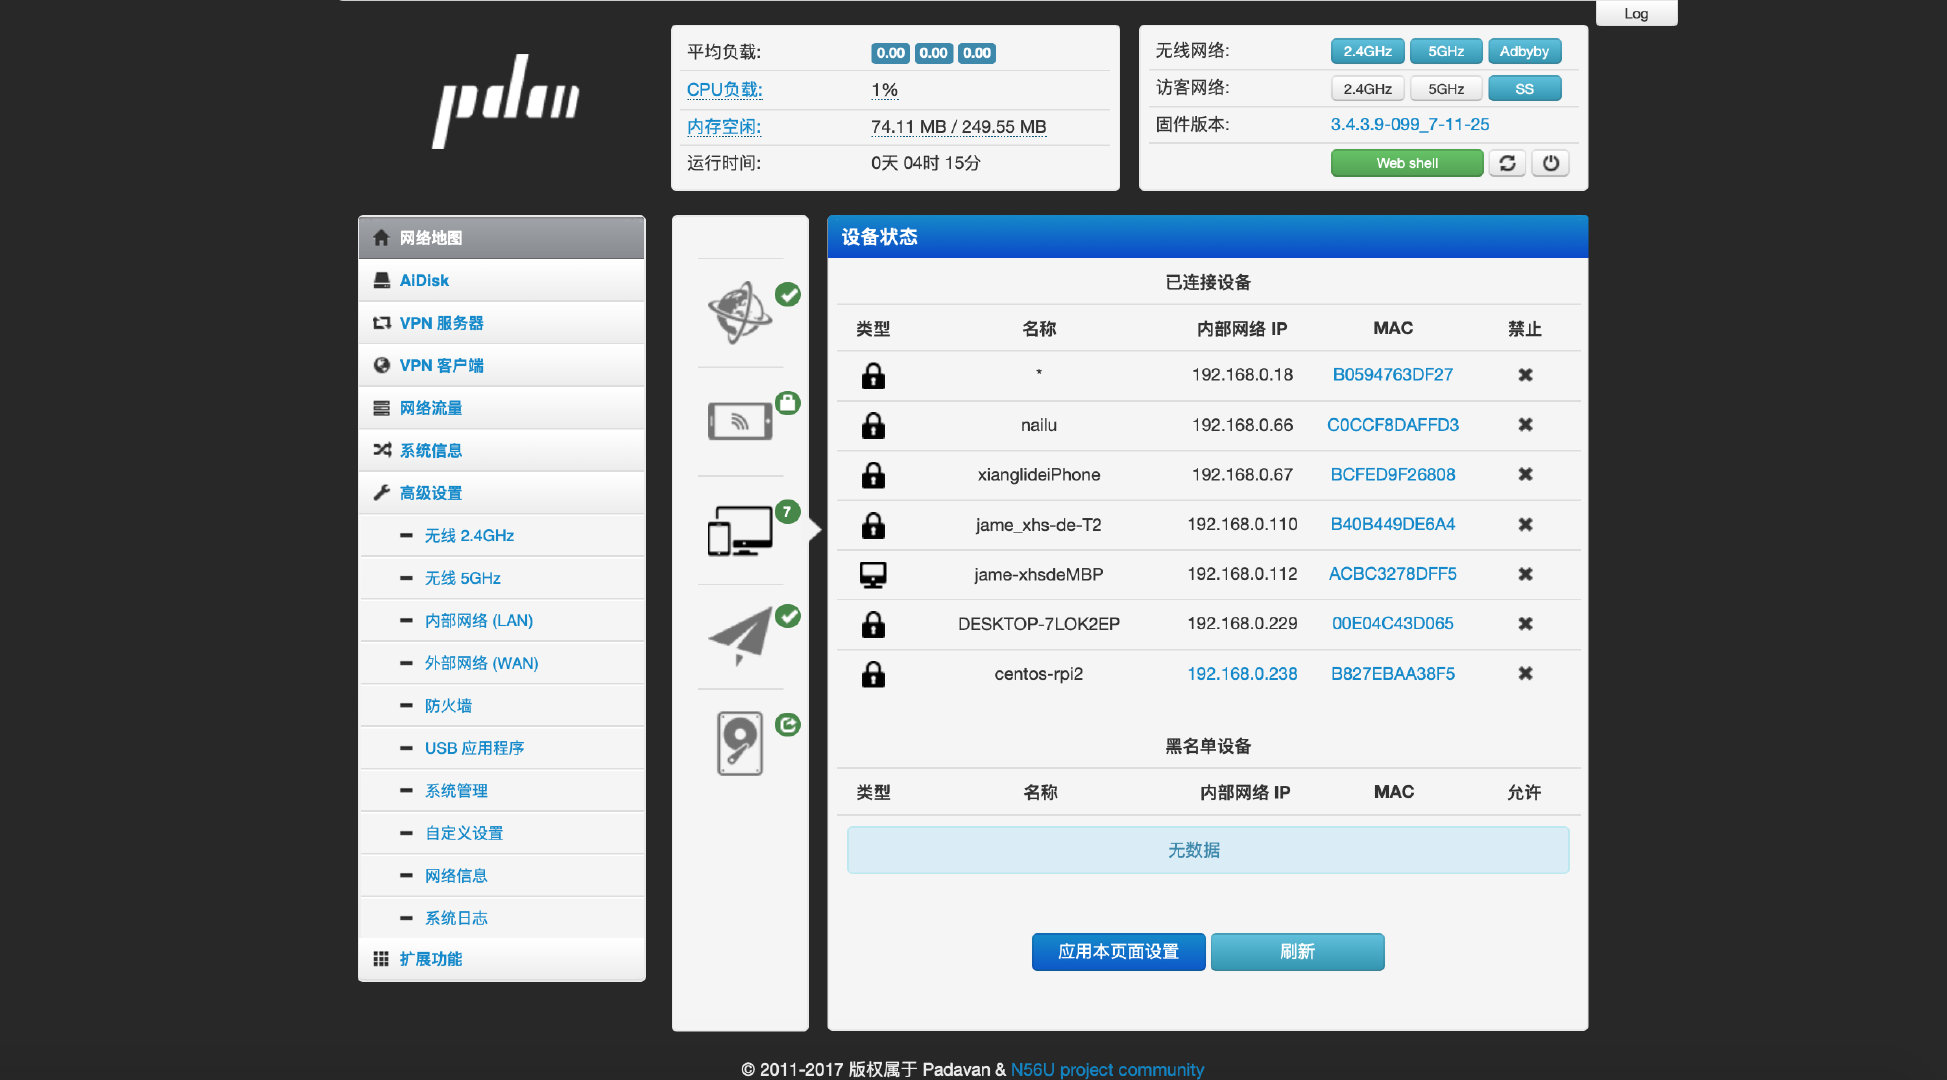 Log
padavan
平均负载: 0.00 0.00 0.00
CPU负载: 1%
内存空闲: 74.11 MB / 249.55 MB
运行时间: 0天 04时 15分
无线网络: 2.4GHz 5GHz Adbyby
访客网络: 2.4GHz 5GHz SS
固件版本: 3.4.3.9-099_7-11-25
Web shell
网络地图
AiDisk
VPN 服务器
VPN 客户端
网络流量
系统信息
高级设置
无线 2.4GHz
无线 5GHz
内部网络 (LAN)
外部网络 (WAN)
防火墙
USB 应用程序
系统管理
自定义设置
网络信息
系统日志
扩展功能
7
设备状态
已连接设备
类型 名称 内部网络 IP MAC 禁止
* 192.168.0.18 B0594763DF27
nailu 192.168.0.66 C0CCF8DAFFD3
xianglideiPhone 192.168.0.67 BCFED9F26808
jame_xhs-de-T2 192.168.0.110 B40B449DE6A4
jame-xhsdeMBP 192.168.0.112 ACBC3278DFF5
DESKTOP-7LOK2EP 192.168.0.229 00E04C43D065
centos-rpi2 192.168.0.238 B827EBAA38F5
黑名单设备
类型 名称 内部网络 IP MAC 允许
无数据
应用本页面设置 刷新
© 2011-2017 版权属于 Padavan & N56U project community